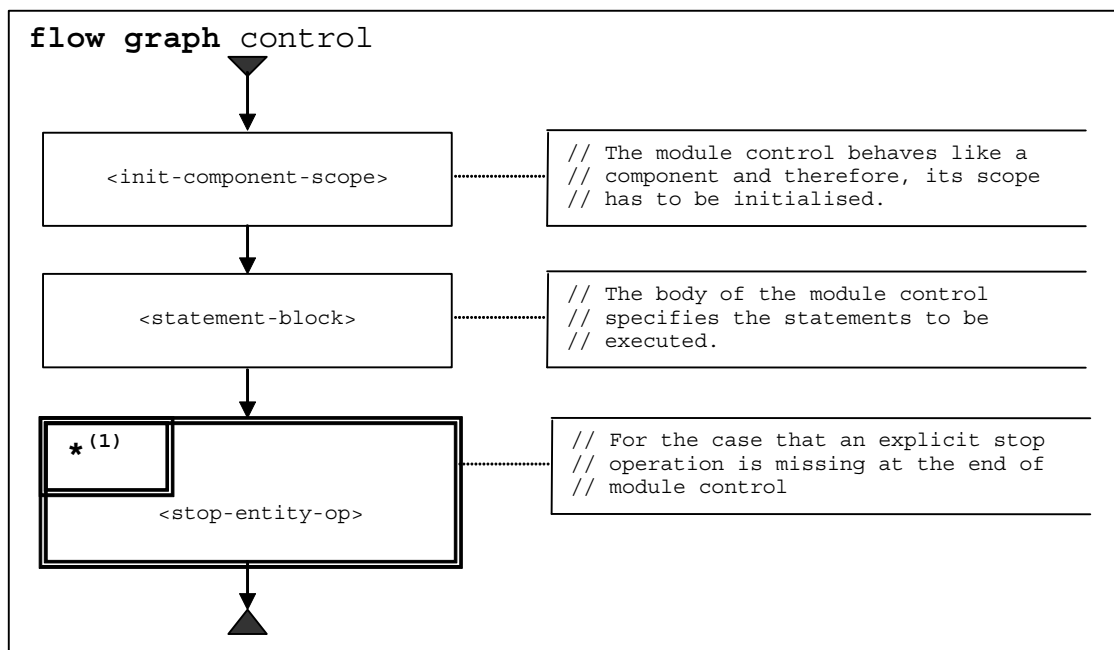 flow graph control
<init-component-scope>
// The module control behaves like a
// component and therefore, its scope
// has to be initialised.
<statement-block>
// The body of the module control
// specifies the statements to be
// executed.
*(1)
<stop-entity-op>
// For the case that an explicit stop
// operation is missing at the end of
// module control